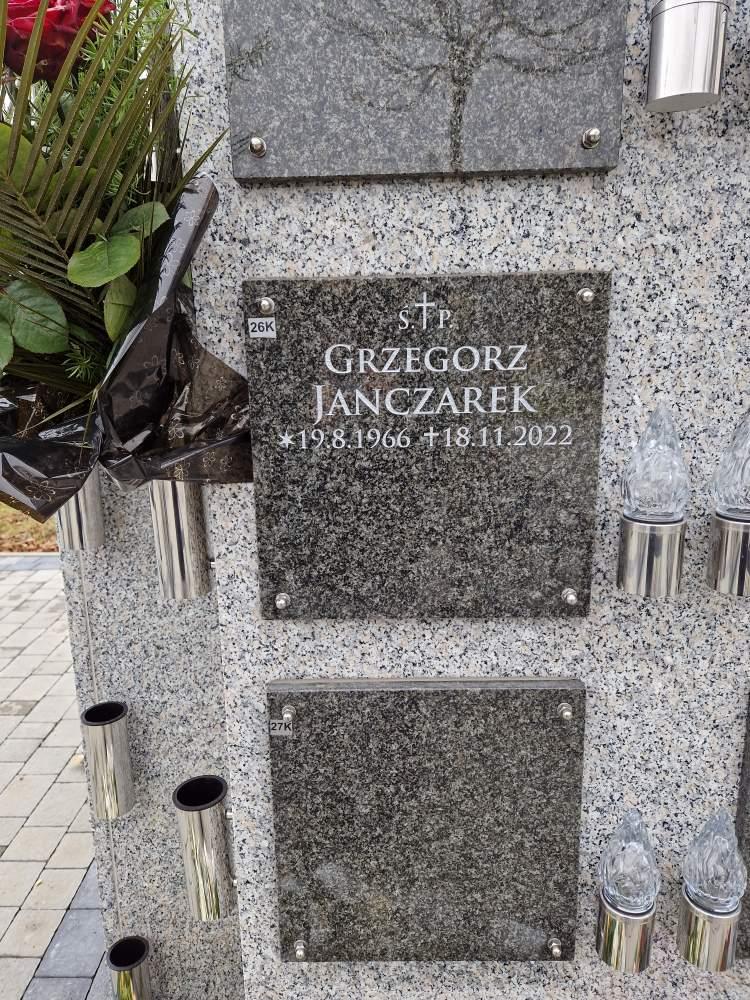 S.✝P.
26K
GRZEGORZ
JANCZAREK
✶19.8.1966 ✝18.11.2022
27K